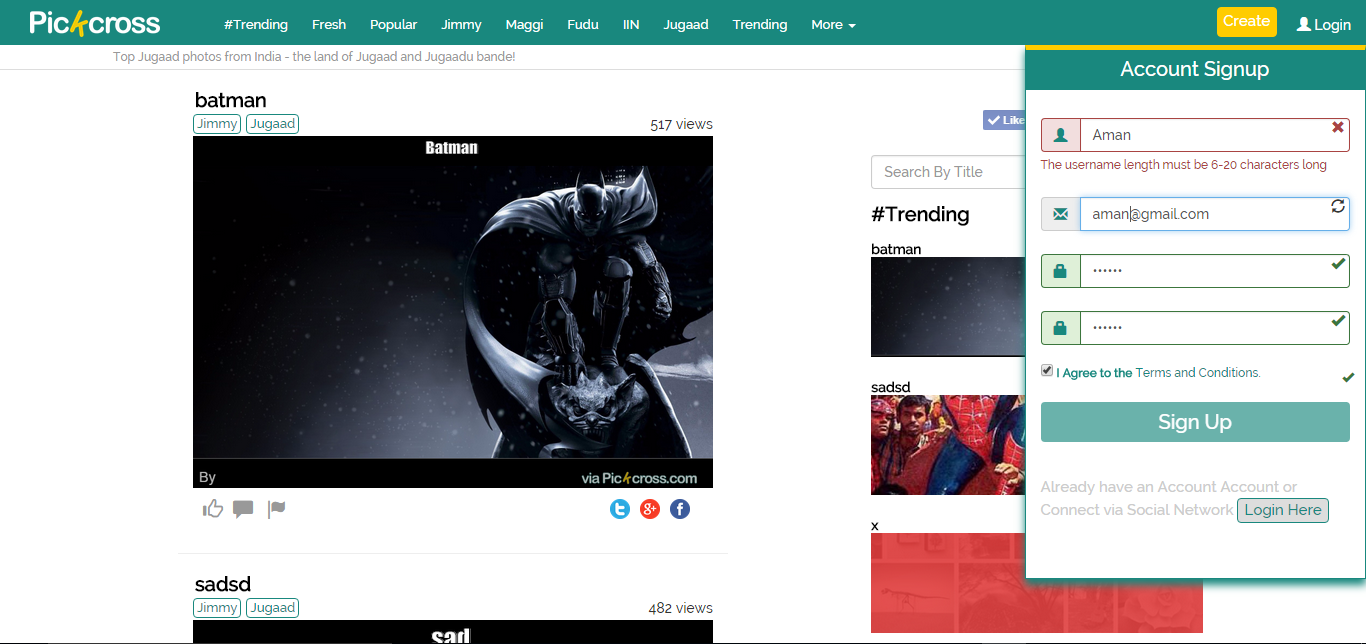 Pickcross
#Trending Fresh Popular Jimmy Maggi Fudu IIN Jugaad Trending More
Create
Login
Top Jugaad photos from India - the land of Jugaad and Jugaadu bande!
batman
Jimmy Jugaad
517 views
Batman
By
via Pickcross.com
sadsd
Jimmy Jugaad
482 views
sad
Like
Search By Title
#Trending
batman
sadsd
x
Account Signup
Aman
The username length must be 6-20 characters long
aman@gmail.com
••••••
••••••
I Agree to the Terms and Conditions.
Sign Up
Already have an Account Account or
Connect via Social Network Login Here